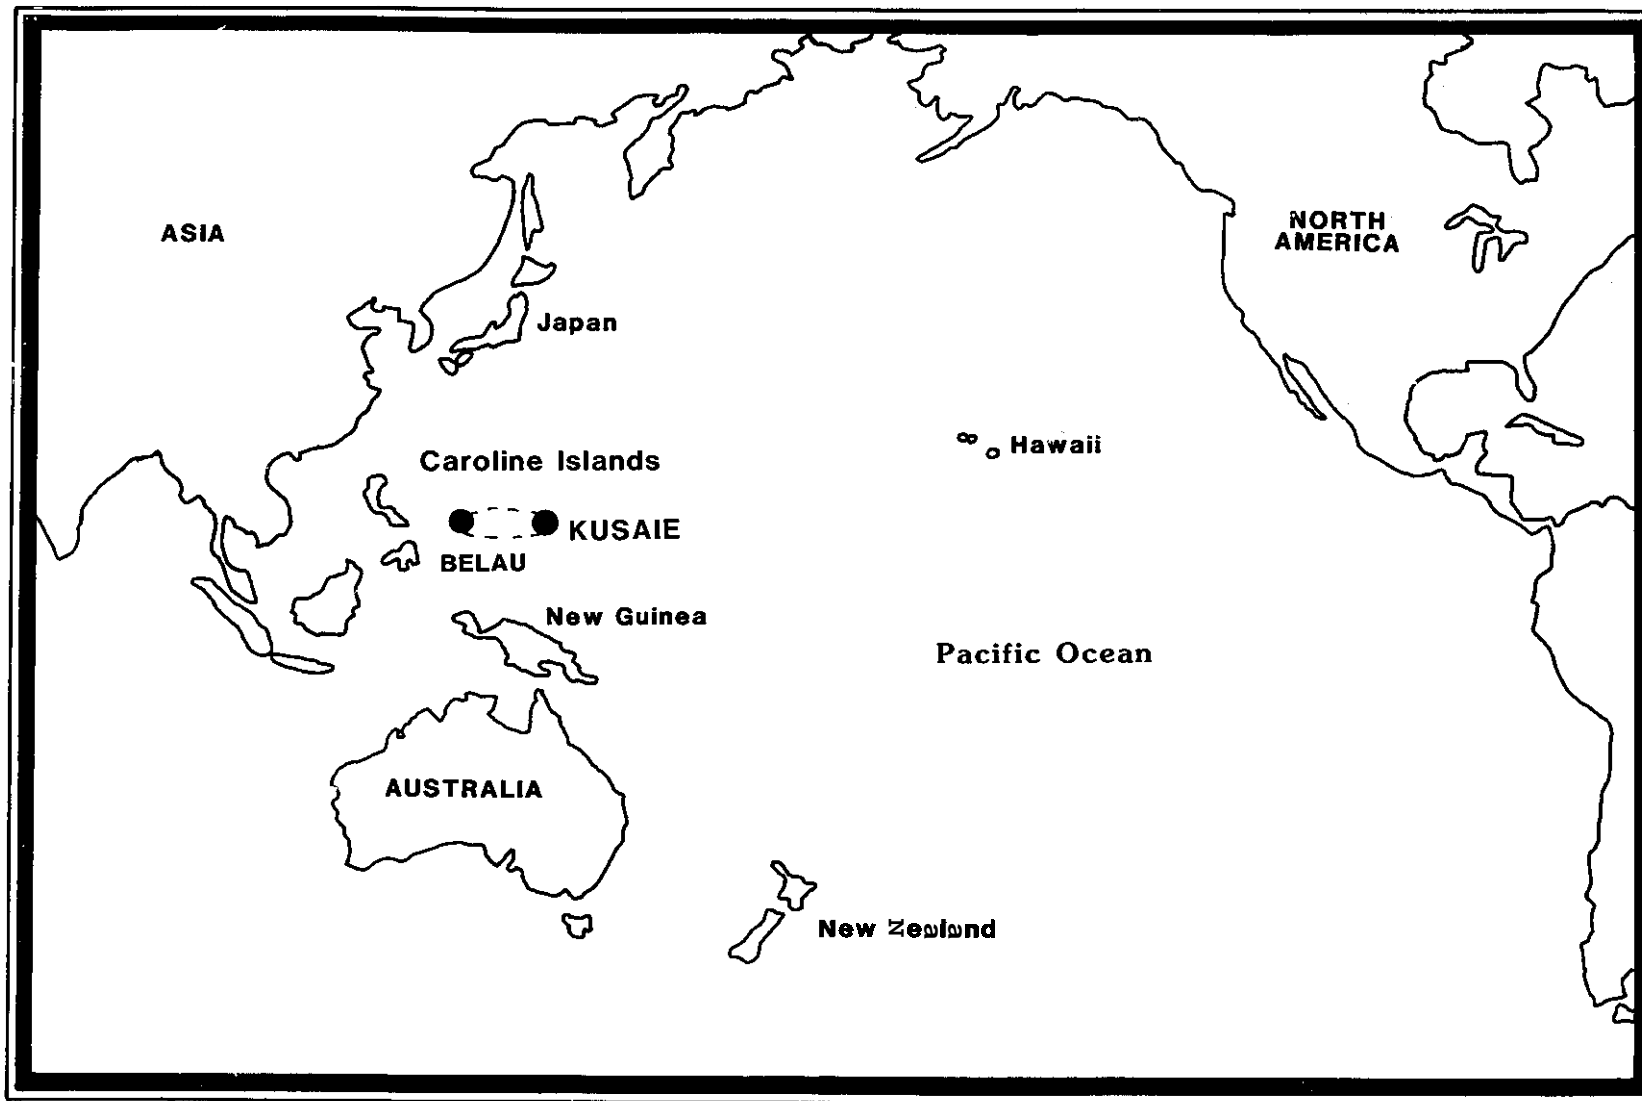 ASIA
NORTH
AMERICA
Japan
Hawaii
Caroline Islands
KUSAIE
BELAU
New Guinea
Pacific Ocean
AUSTRALIA
New Zealand